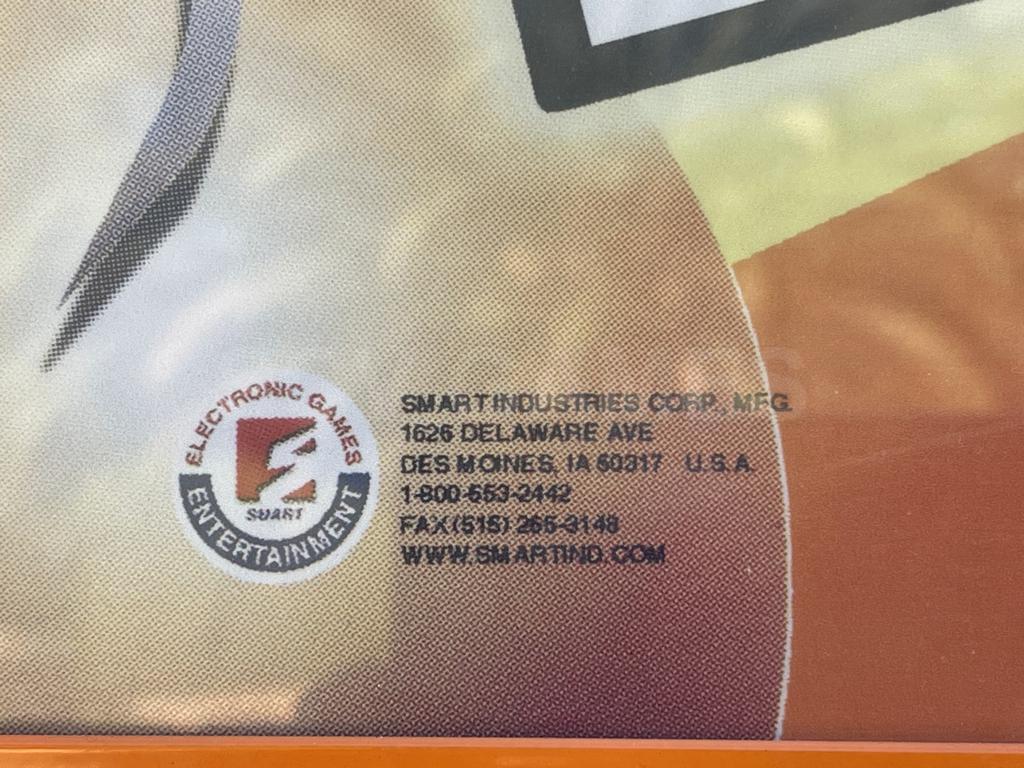 ELECTRONIC GAMES
SMART
ENTERTAINMENT
SMART INDUSTRIES CORP., MFG.
1626 DELAWARE AVE
DES MOINES, IA 50317 U.S.A.
1-800-553-2442
FAX (515) 265-3148
WWW.SMARTIND.COM